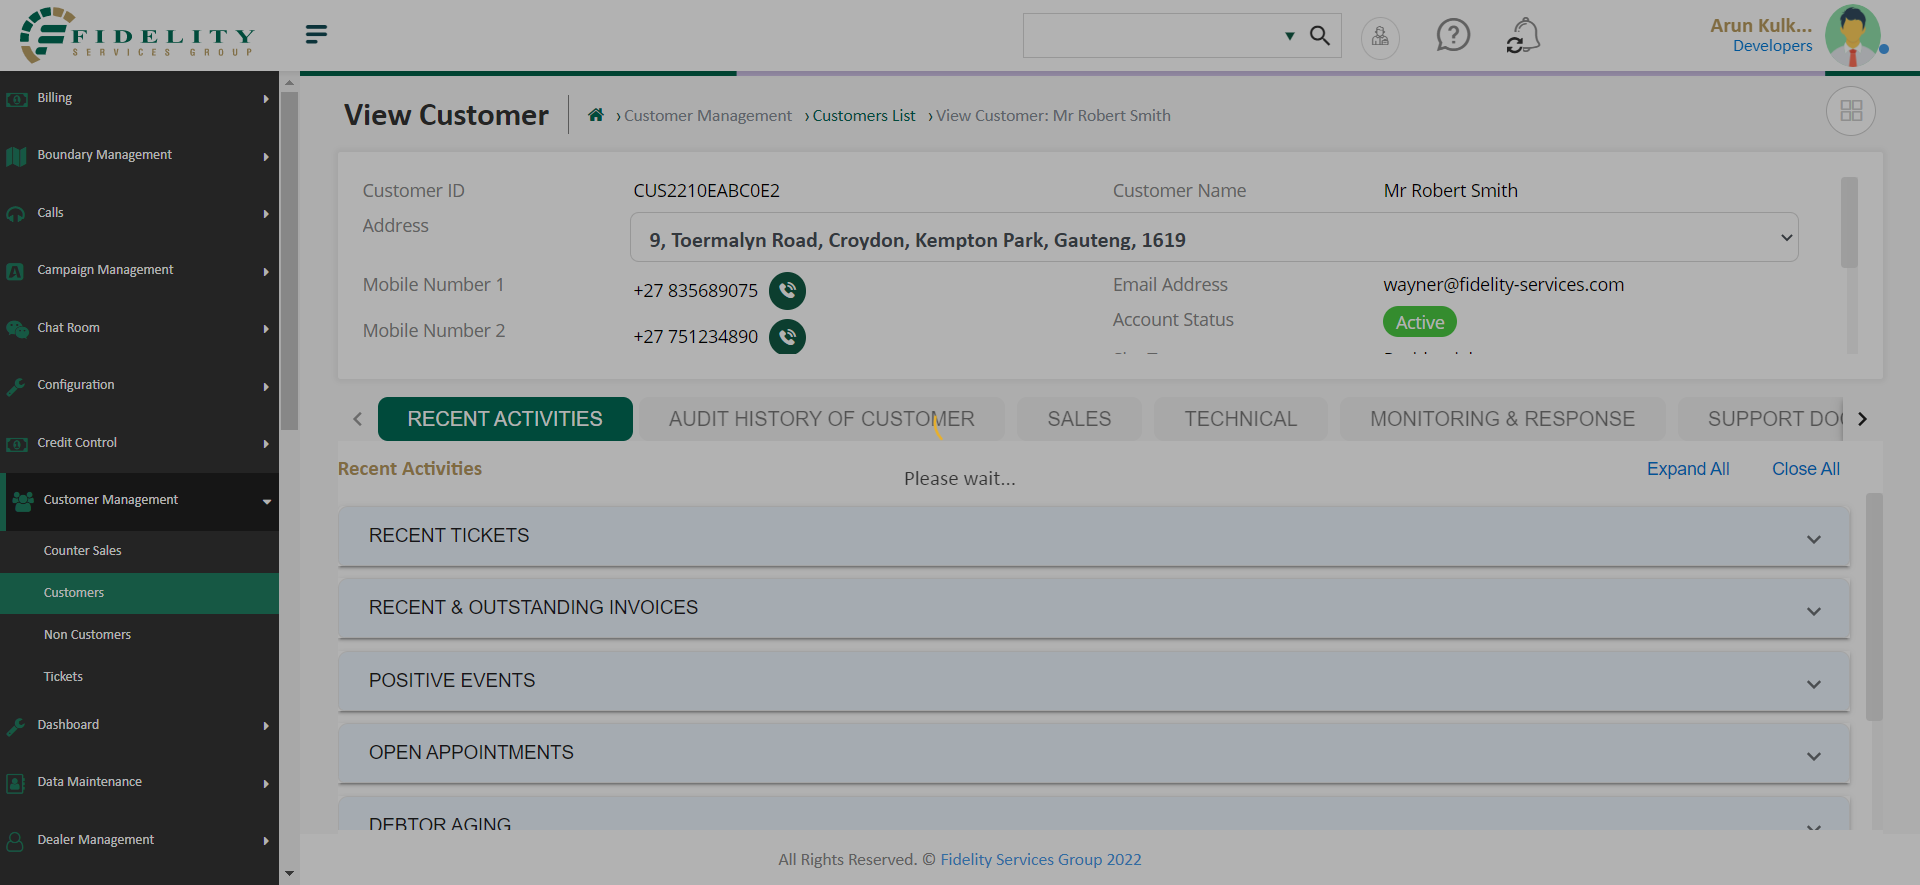 FIDELITY
SERVICES GROUP
Arun Kulk...
Developers
Billing
Boundary Management
Calls
Campaign Management
Chat Room
Configuration
Credit Control
Customer Management
Counter Sales
Customers
Non Customers
Tickets
Dashboard
Data Maintenance
Dealer Management
View Customer
› Customer Management › Customers List › View Customer: Mr Robert Smith
Customer ID CUS2210EABC0E2 Customer Name Mr Robert Smith
Address 9, Toermalyn Road, Croydon, Kempton Park, Gauteng, 1619
Mobile Number 1 +27 835689075 Email Address wayner@fidelity-services.com
Account Status Active
Mobile Number 2 +27 751234890
RECENT ACTIVITIES AUDIT HISTORY OF CUSTOMER SALES TECHNICAL MONITORING & RESPONSE SUPPORT DO
Recent Activities Expand All Close All
Please wait...
RECENT TICKETS
RECENT & OUTSTANDING INVOICES
POSITIVE EVENTS
OPEN APPOINTMENTS
DEBTOR AGING
All Rights Reserved. © Fidelity Services Group 2022